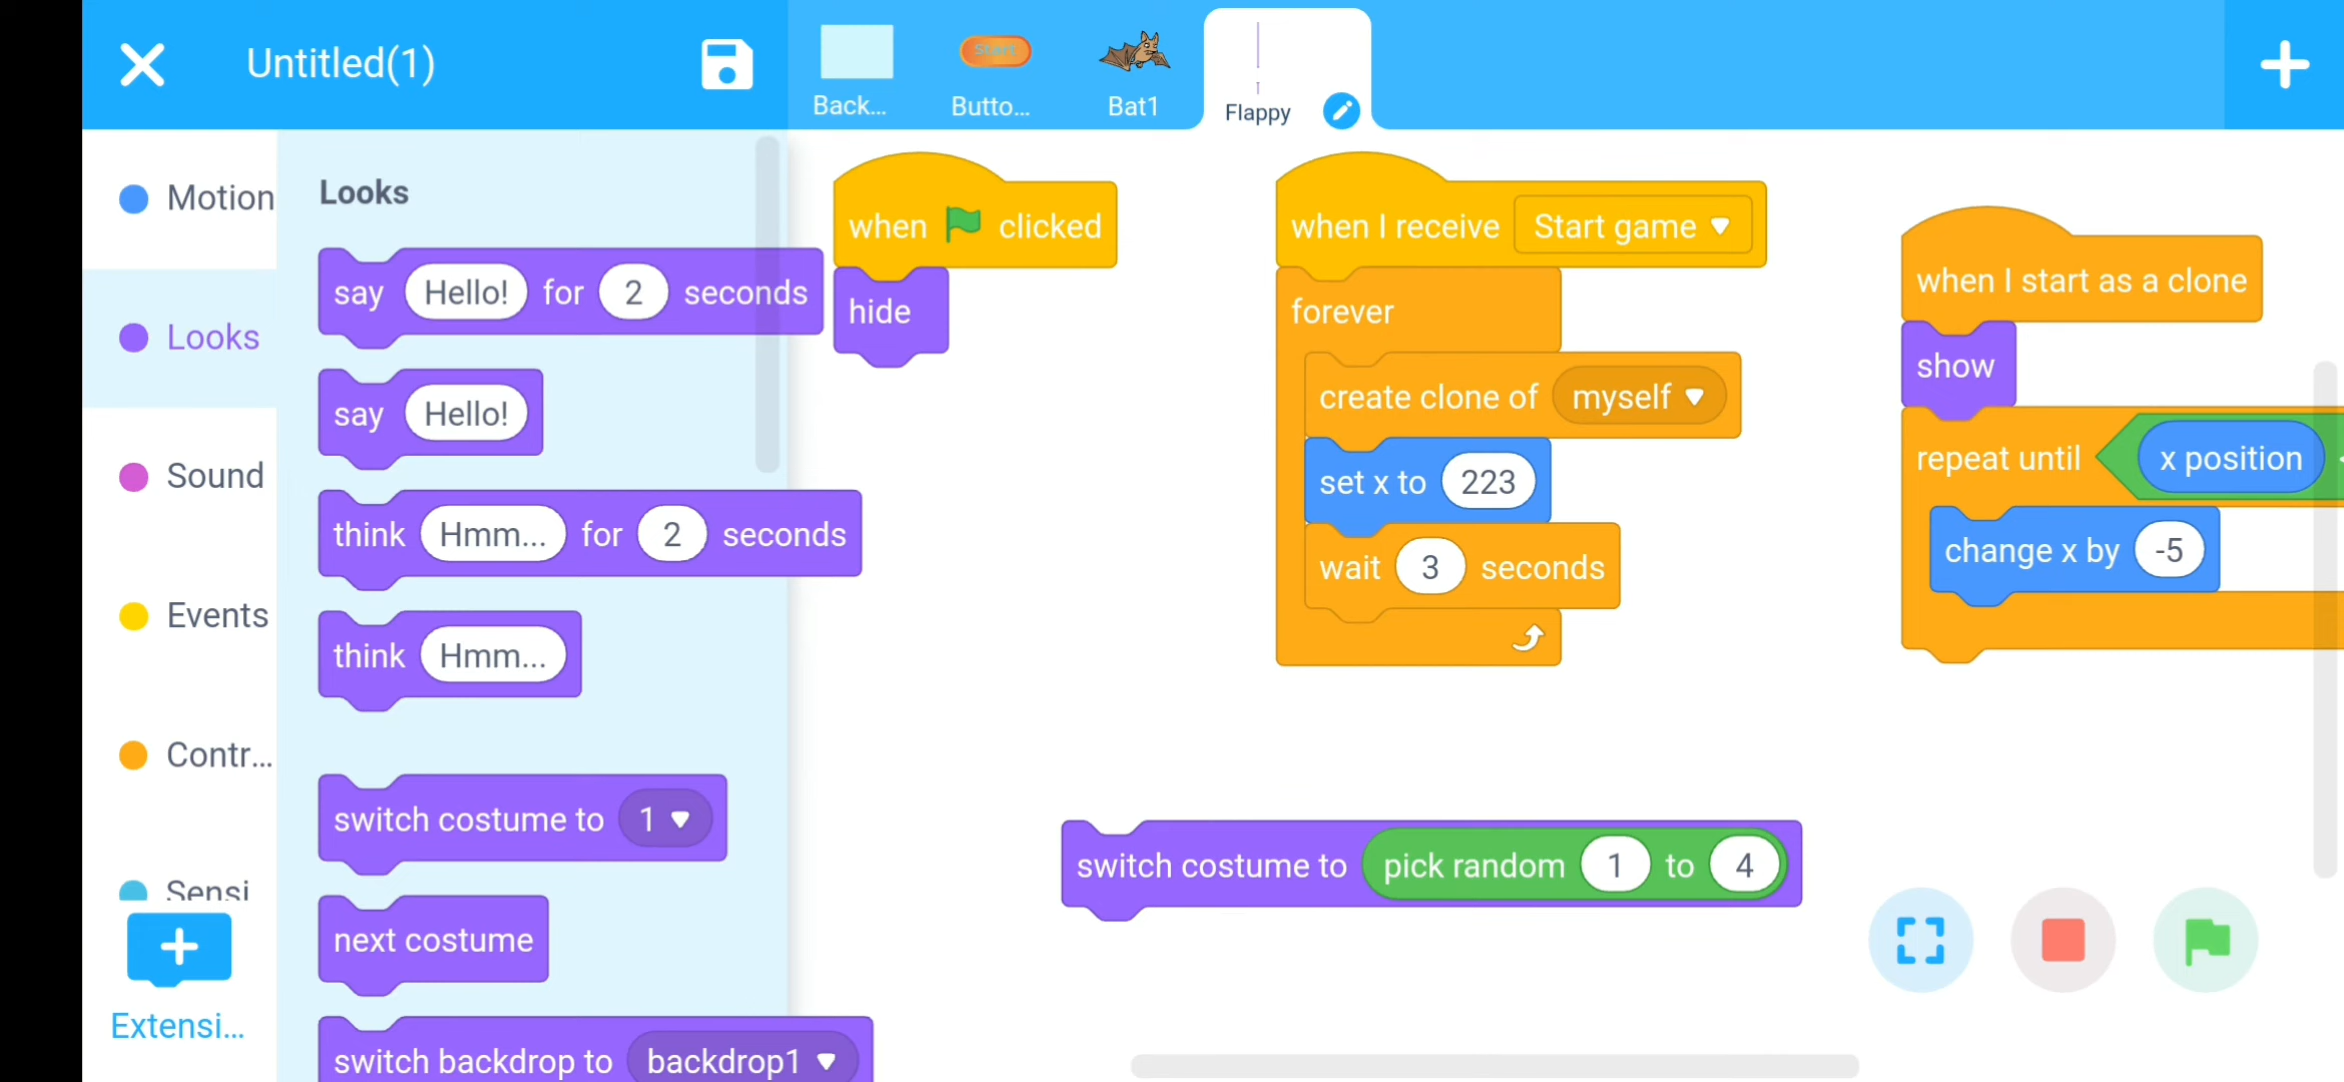 Untitled(1)
Back...
Start
Butto...
Bat1
Flappy
Motion
Looks
Sound
Events
Contr...
Sensi
Extensi...
Looks
say Hello! for 2 seconds
say Hello!
think Hmm... for 2 seconds
think Hmm...
switch costume to 1
next costume
switch backdrop to backdrop1
when clicked
hide
when I receive Start game
forever
create clone of myself
set x to 223
wait 3 seconds
when I start as a clone
show
repeat until x position
change x by -5
switch costume to pick random 1 to 4